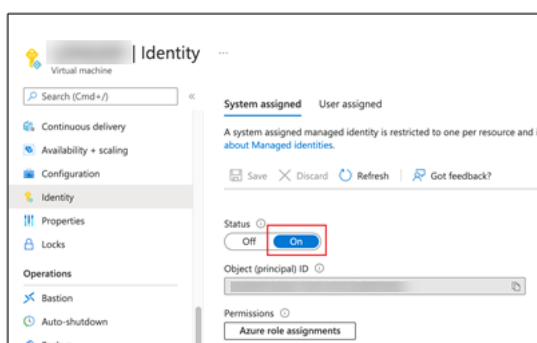 | Identity
...
Virtual machine
Search (Cmd+/)
«
Continuous delivery
Availability + scaling
Configuration
Identity
Properties
Locks
Operations
Bastion
Auto-shutdown
System assigned User assigned
A system assigned managed identity is restricted to one per resource and
about Managed identities.
Save Discard Refresh Got feedback?
Status
Off On
Object (principal) ID
Permissions
Azure role assignments